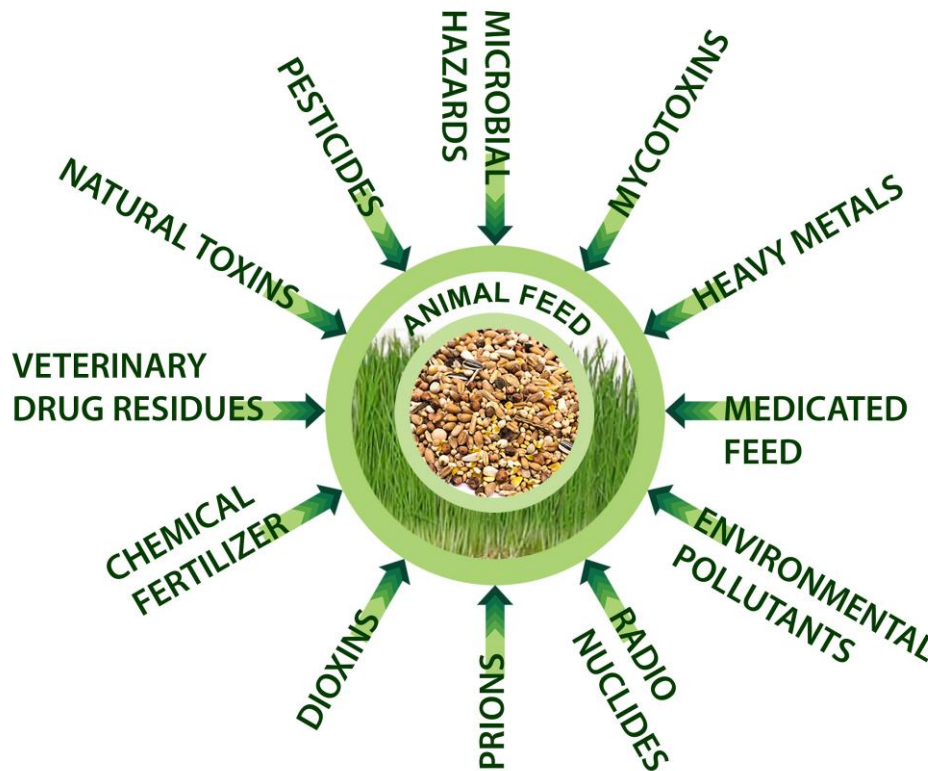 MICROBIAL
HAZARDS
MYCOTOXINS
HEAVY METALS
MEDICATED
FEED
ENVIRONMENTAL
POLLUTANTS
RADIO
NUCLIDES
PRIONS
DIOXINS
CHEMICAL
FERTILIZER
VETERINARY
DRUG RESIDUES
NATURAL TOXINS
PESTICIDES
ANIMAL FEED